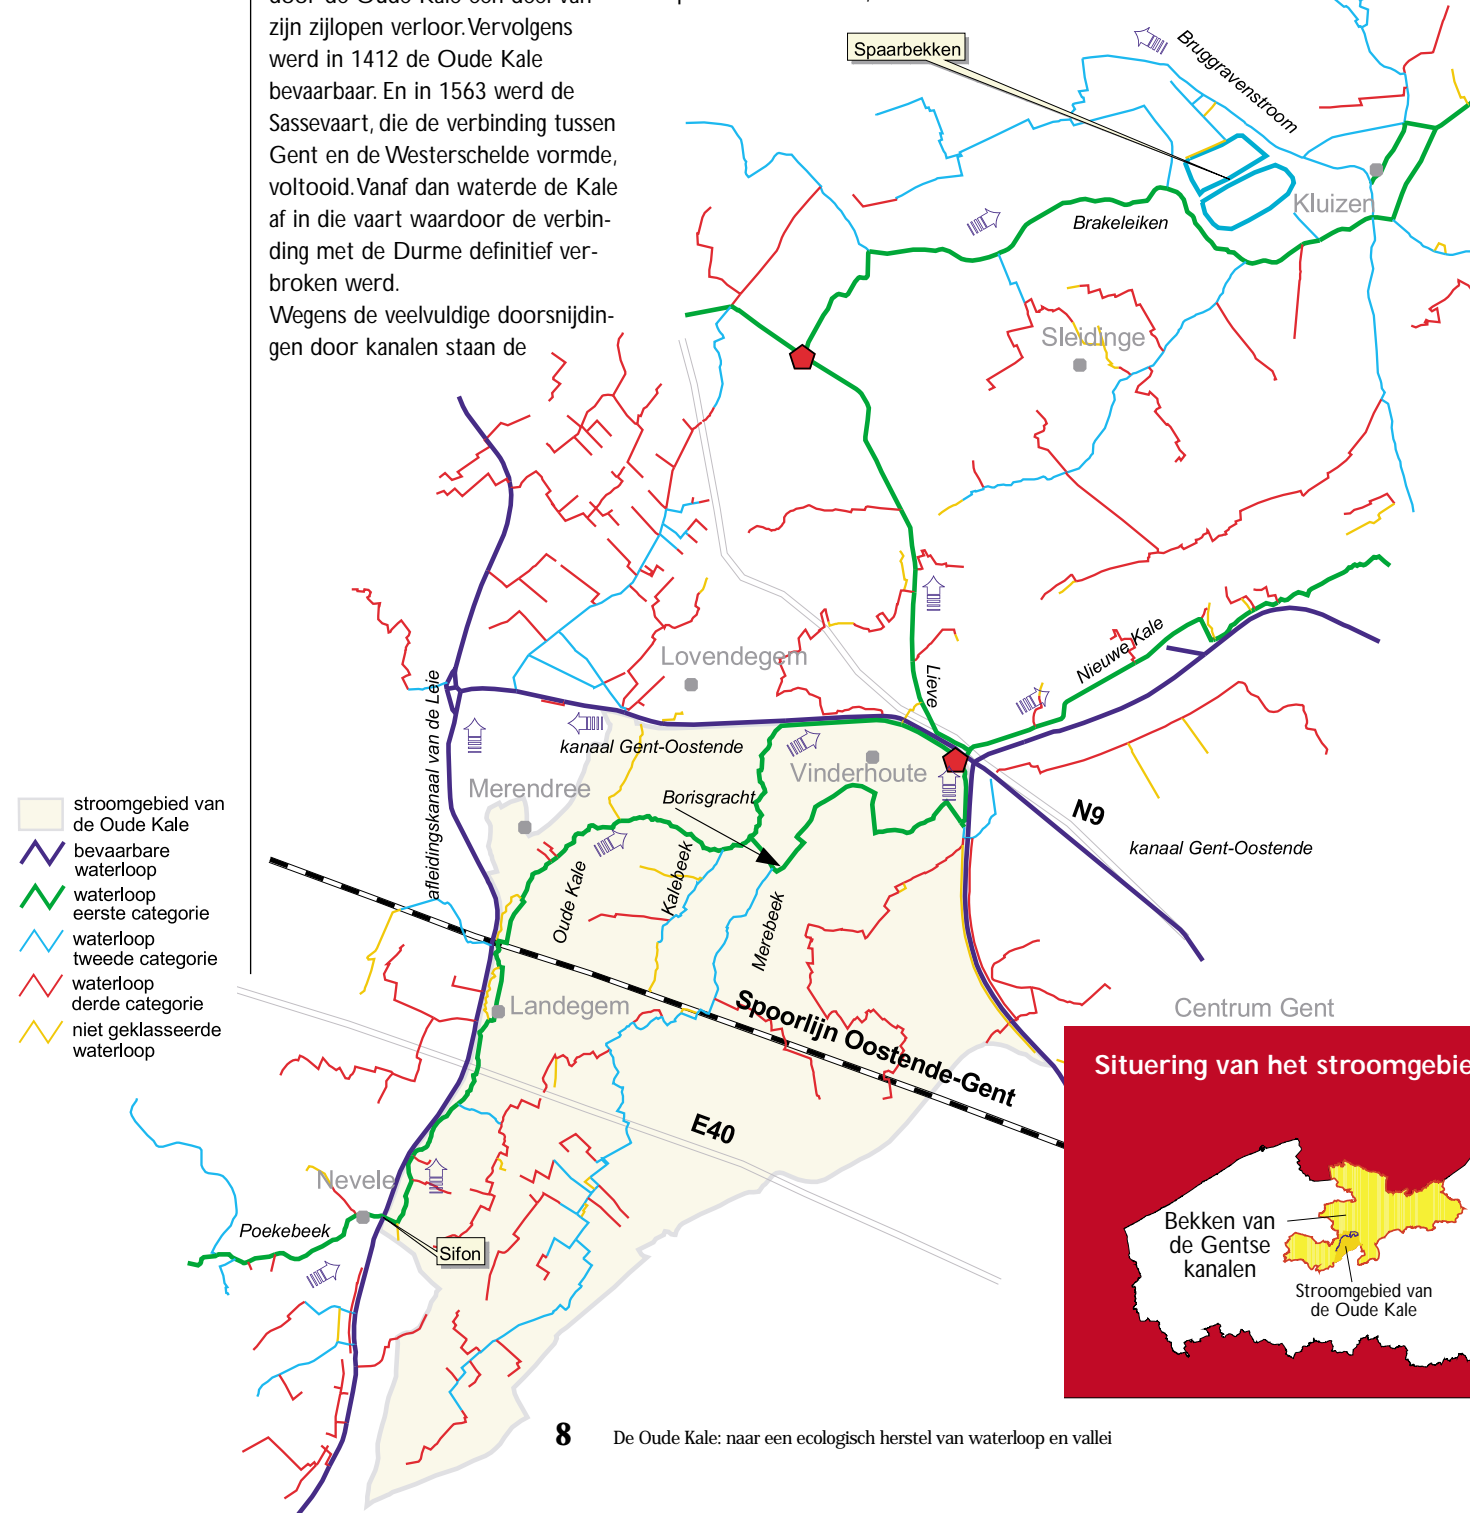 zijn zijlopen verloor. Vervolgens
werd in 1412 de Oude Kale
bevaarbaar. En in 1563 werd de
Sassevaart, die de verbinding tussen
Gent en de Westerschelde vormde,
voltooid. Vanaf dan waterde de Kale
af in die vaart waardoor de verbin-
ding met de Durme definitief ver-
broken werd.
Wegens de veelvuldige doorsnijdin-
gen door kanalen staan de
Spaarbekken
Bruggravenstroom
Kluizen
Brakeleiken
Sleidinge
Lovendegem
Lieve
Nieuwe Kale
afleidingskanaal van de Leie
kanaal Gent-Oostende
Merendree
Vinderhoute
Borisgracht
N9
kanaal Gent-Oostende
Oude Kale
Kalebeek
Merebeek
Landegem
Spoorlijn Oostende-Gent
Centrum Gent
E40
Nevele
Poekebeek
Sifon
stroomgebied van
de Oude Kale
bevaarbare
waterloop
waterloop
eerste categorie
waterloop
tweede categorie
waterloop
derde categorie
niet geklasseerde
waterloop
Situering van het stroomgebie
Bekken van
de Gentse
kanalen
Stroomgebied van
de Oude Kale
8 De Oude Kale: naar een ecologisch herstel van waterloop en vallei